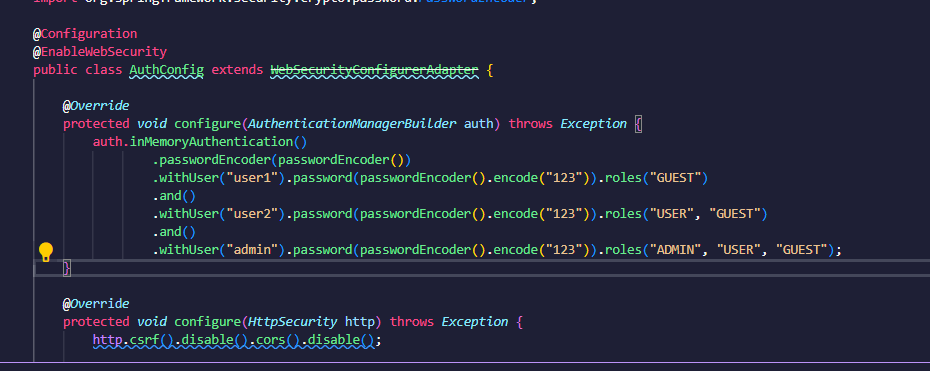 import org.springframework.security.crypto.password.PasswordEncoder;
@Configuration
@EnableWebSecurity
public class AuthConfig extends WebSecurityConfigurerAdapter {
@Override
protected void configure(AuthenticationManagerBuilder auth) throws Exception {
auth.inMemoryAuthentication()
.passwordEncoder(passwordEncoder())
.withUser("user1").password(passwordEncoder().encode("123")).roles("GUEST")
.and()
.withUser("user2").password(passwordEncoder().encode("123")).roles("USER", "GUEST")
.and()
.withUser("admin").password(passwordEncoder().encode("123")).roles("ADMIN", "USER", "GUEST");
}
@Override
protected void configure(HttpSecurity http) throws Exception {
http.csrf().disable().cors().disable();